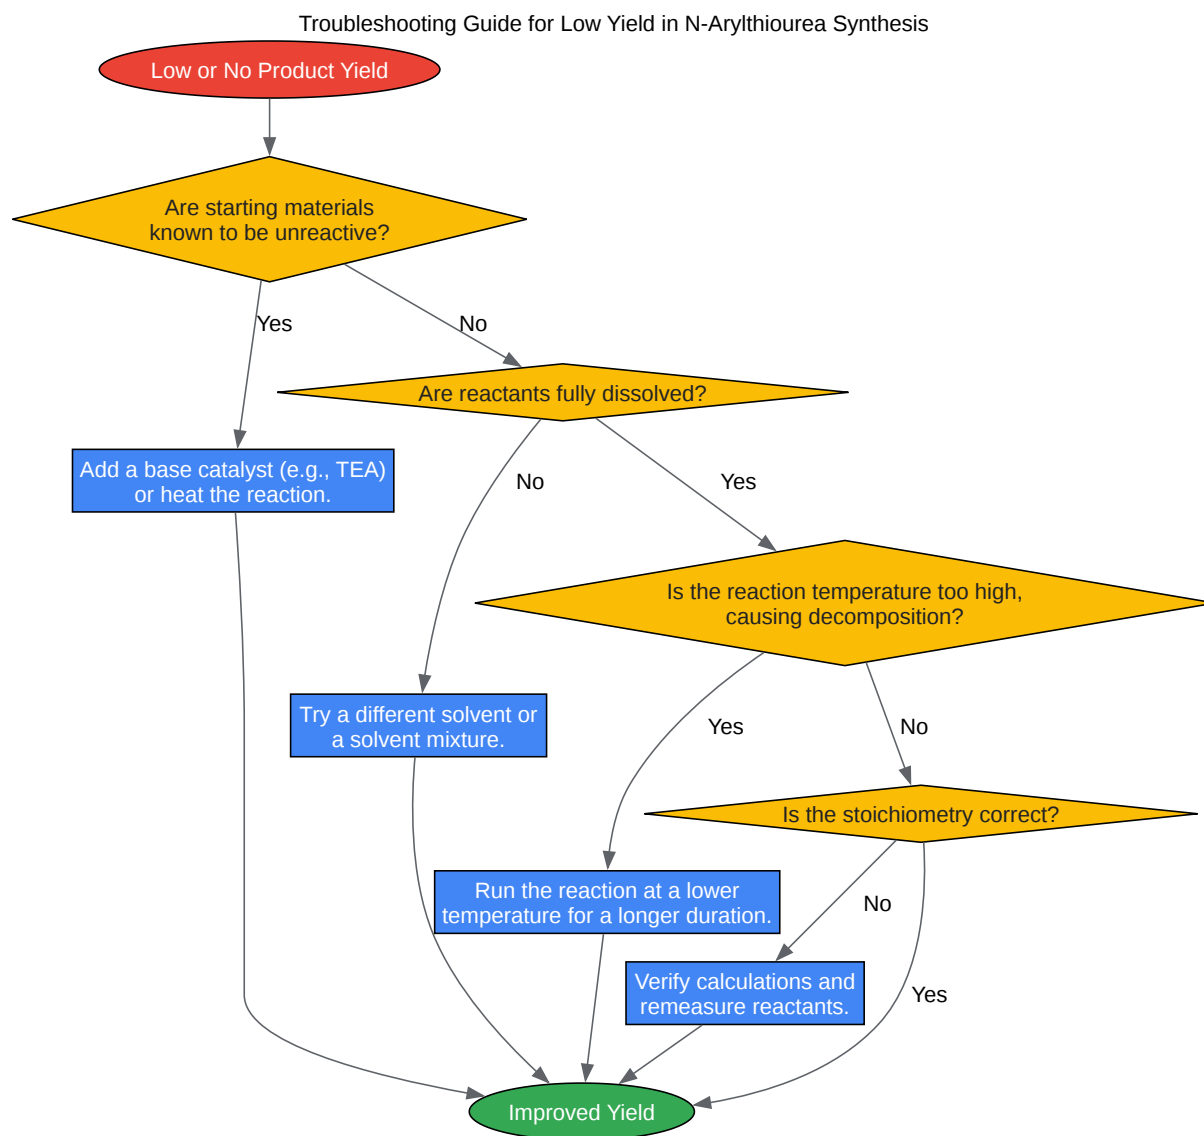 Troubleshooting Guide for Low Yield in N-Arylthiourea Synthesis
Low or No Product Yield
Are starting materials
known to be unreactive?
Yes
No
Are reactants fully dissolved?
Add a base catalyst (e.g., TEA)
or heat the reaction.
No
Yes
Is the reaction temperature too high,
causing decomposition?
Try a different solvent or
a solvent mixture.
Yes
No
Is the stoichiometry correct?
Run the reaction at a lower
temperature for a longer duration.
No
Verify calculations and
remeasure reactants.
Yes
Improved Yield